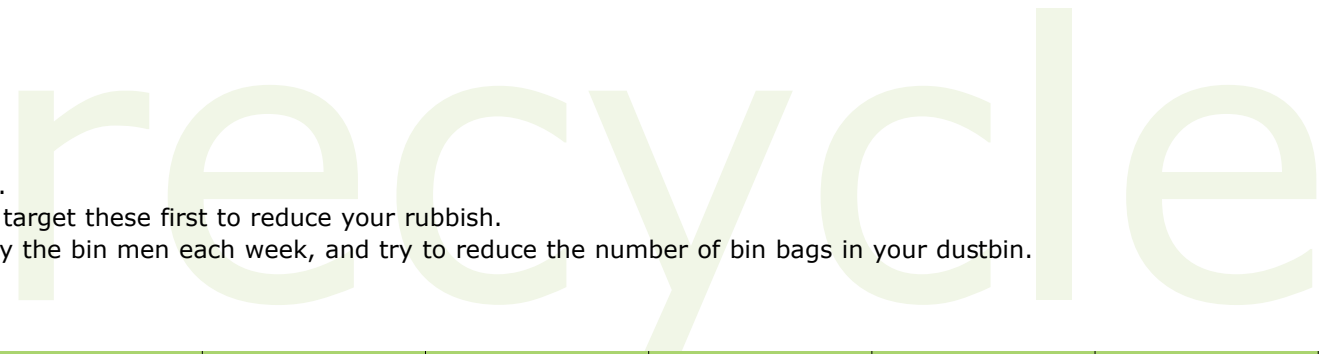 recycle
.
target these first to reduce your rubbish.
y the bin men each week, and try to reduce the number of bin bags in your dustbin.